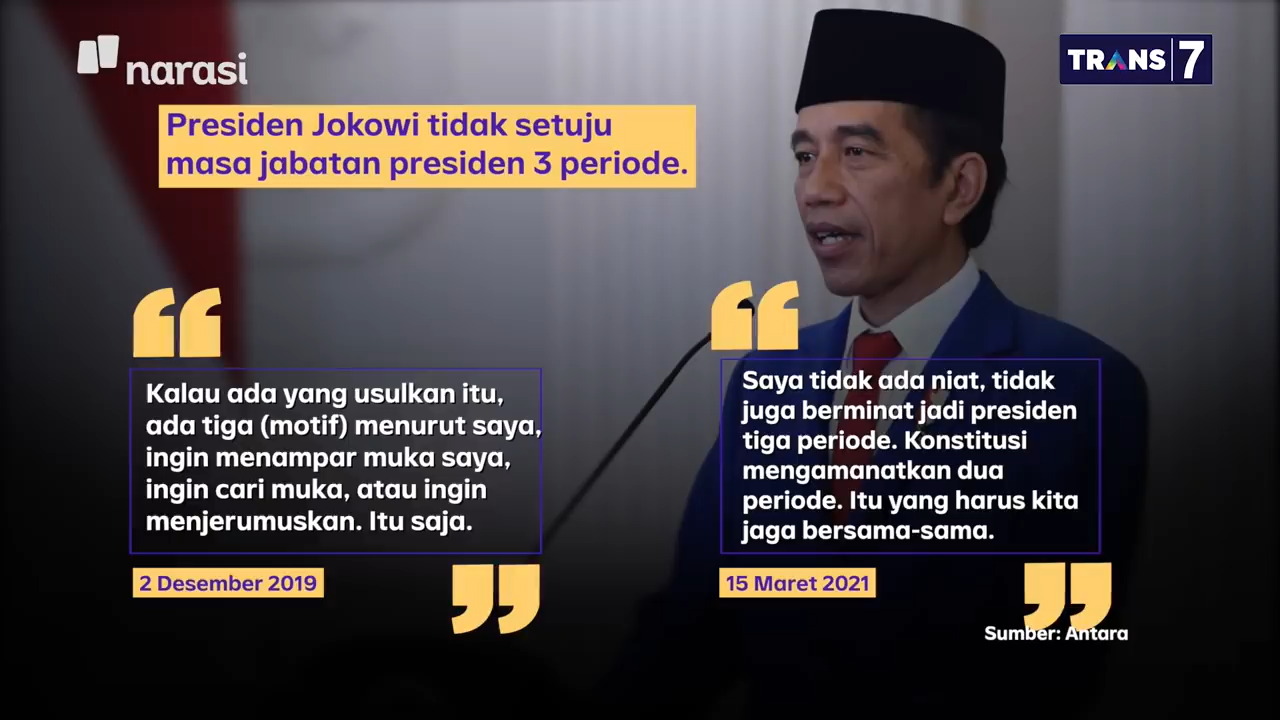 narasi
TRANS 7
Presiden Jokowi tidak setuju
masa jabatan presiden 3 periode.
Kalau ada yang usulkan itu,
ada tiga (motif) menurut saya,
ingin menampar muka saya,
ingin cari muka, atau ingin
menjerumuskan. Itu saja.
2 Desember 2019
Saya tidak ada niat, tidak
juga berminat jadi presiden
tiga periode. Konstitusi
mengamanatkan dua
periode. Itu yang harus kita
jaga bersama-sama.
15 Maret 2021
Sumber: Antara